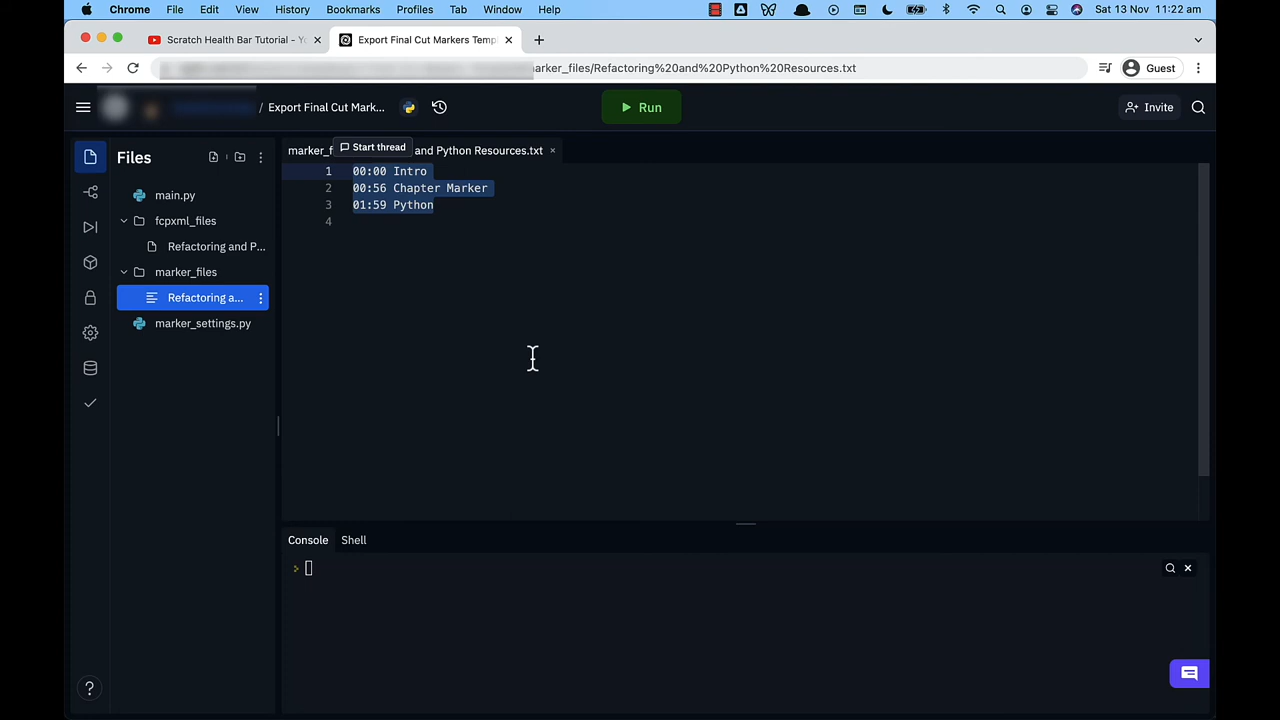 Chrome File Edit View History Bookmarks Profiles Tab Window Help Sat 13 Nov 11:22 am
Scratch Health Bar Tutorial - Yo
Export Final Cut Markers Temp
arker_files/Refactoring%20and%20Python%20Resources.txt
Guest
/ Export Final Cut Mark...
Run
Invite
Files
marker_f
Start thread
and Python Resources.txt
main.py
fcpxml_files
Refactoring and P...
marker_files
Refactoring a...
marker_settings.py
1 00:00 Intro
2 00:56 Chapter Marker
3 01:59 Python
4
Console Shell